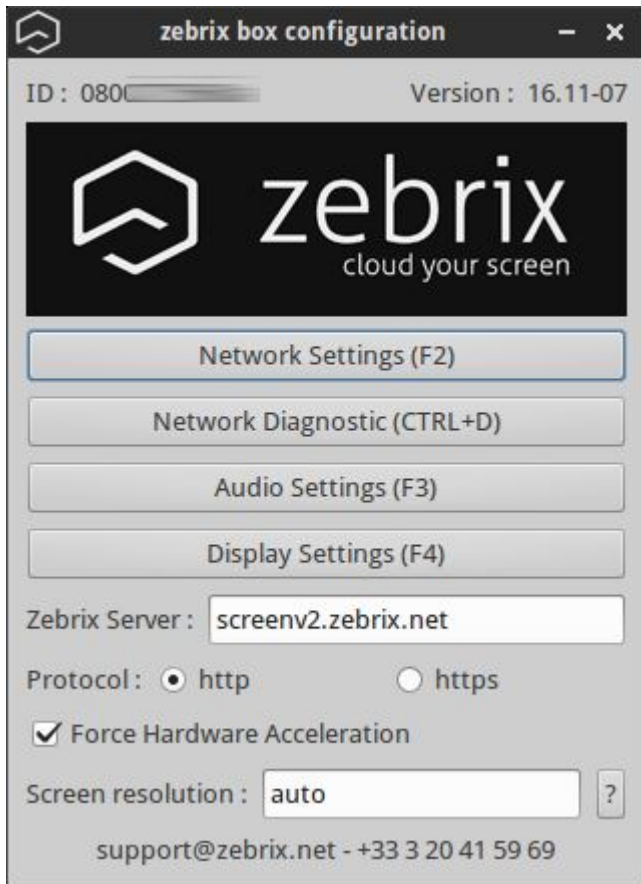 zebrix box configuration
ID : 080
Version : 16.11-07
zebrix
cloud your screen
Network Settings (F2)
Network Diagnostic (CTRL+D)
Audio Settings (F3)
Display Settings (F4)
Zebrix Server : screenv2.zebrix.net
Protocol : http https
Force Hardware Acceleration
Screen resolution : auto ?
support@zebrix.net - +33 3 20 41 59 69